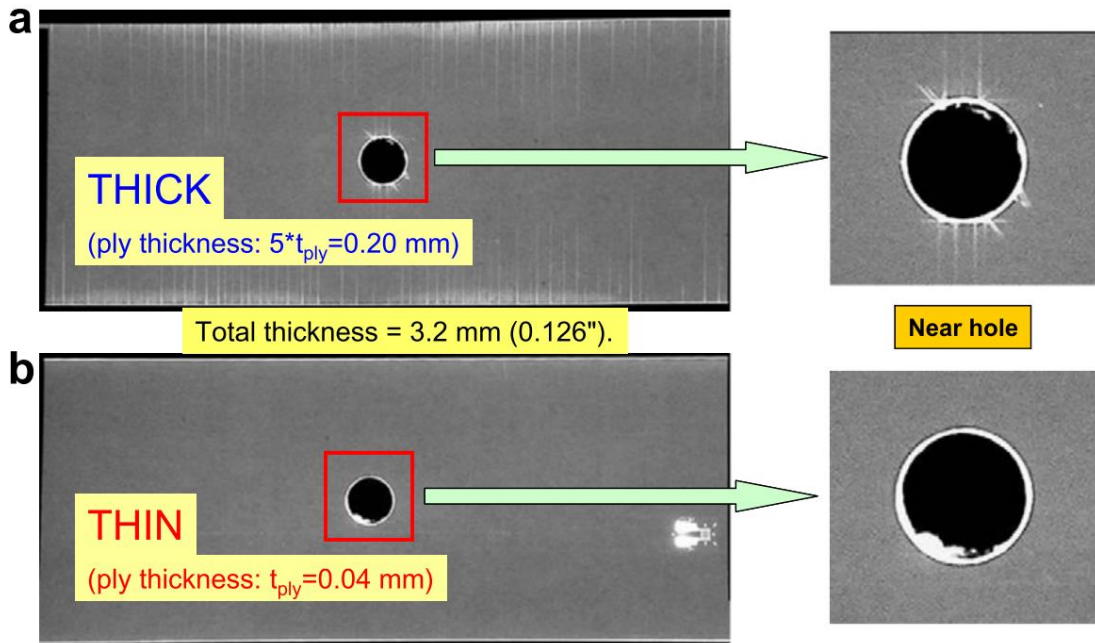 a
THICK
(ply thickness: 5*tply=0.20 mm)
Total thickness = 3.2 mm (0.126").
Near hole
b
THIN
(ply thickness: tply=0.04 mm)